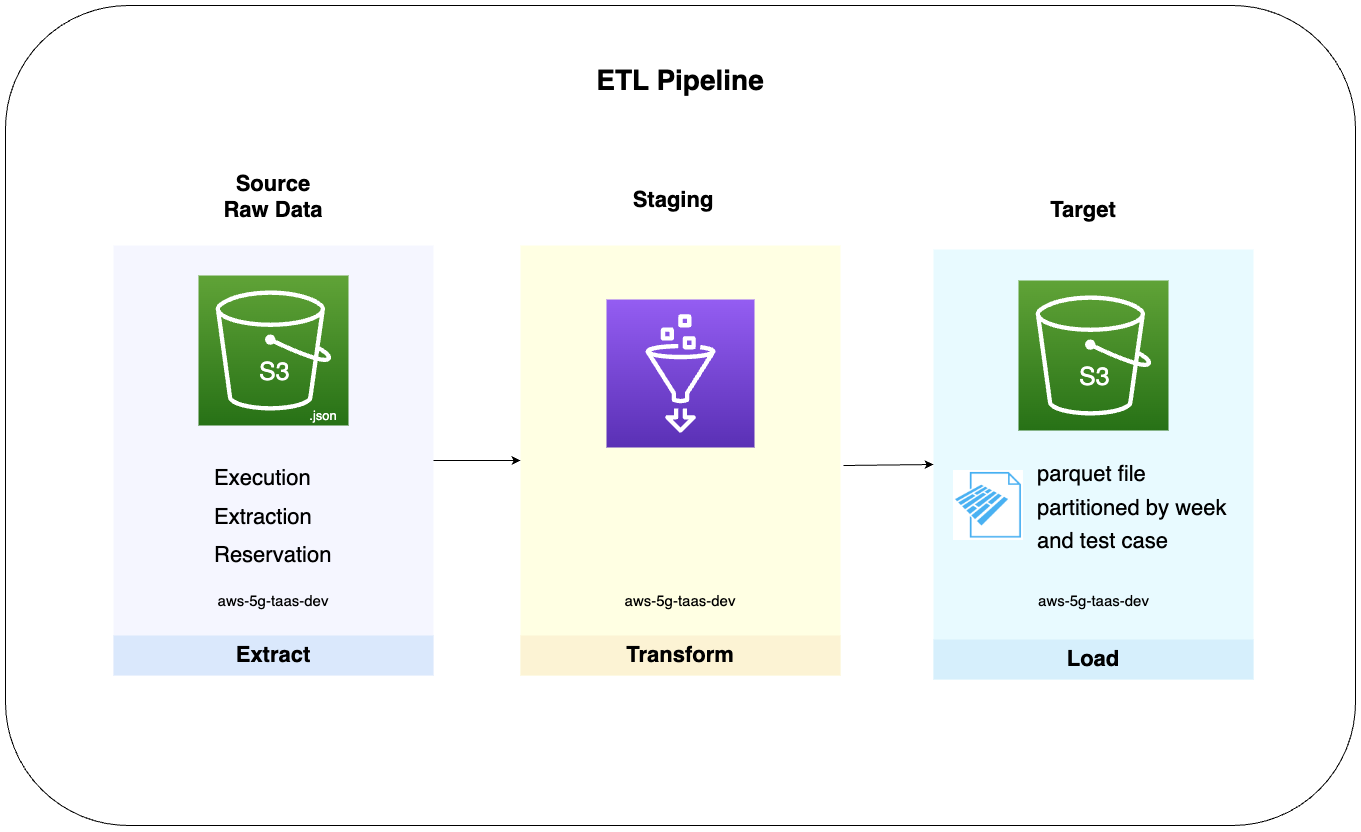 ETL Pipeline
Source
Raw Data
S3
.json
Execution
Extraction
Reservation
aws-5g-taas-dev
Extract
Staging
aws-5g-taas-dev
Transform
Target
S3
parquet file
partitioned by week
and test case
aws-5g-taas-dev
Load